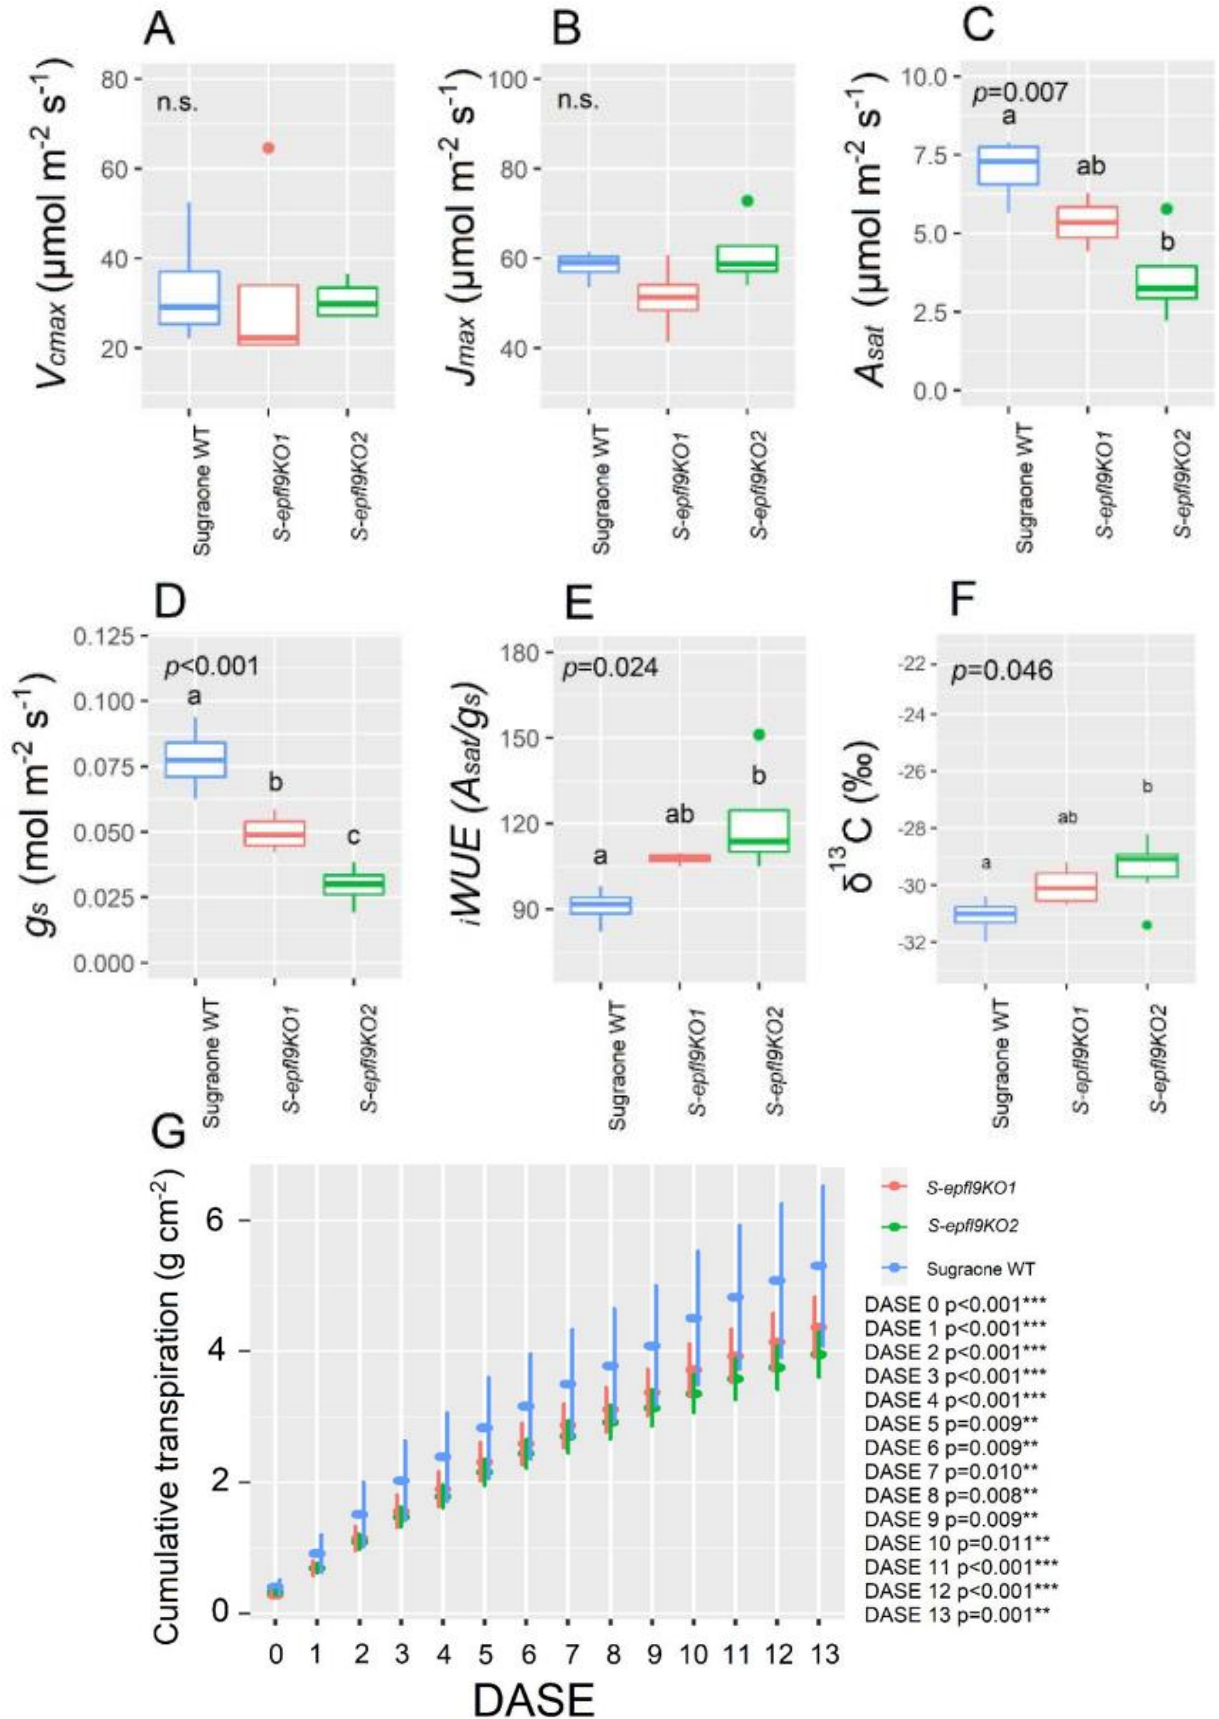 A
Vcmax (µmol m-2 s-1)
80
60
40
20
n.s.
Sugraone WT
S-epfl9KO1
S-epfl9KO2
B
Jmax (µmol m-2 s-1)
100
80
60
40
n.s.
Sugraone WT
S-epfl9KO1
S-epfl9KO2
C
Asat (µmol m-2 s-1)
10.0
7.5
5.0
2.5
0.0
p=0.007
a
ab
b
Sugraone WT
S-epfl9KO1
S-epfl9KO2
D
gs (mol m-2 s-1)
0.125
0.100
0.075
0.050
0.025
0.000
p<0.001
a
b
c
Sugraone WT
S-epfl9KO1
S-epfl9KO2
E
iWUE (Asat/gs)
180
150
120
90
p=0.024
a
ab
b
Sugraone WT
S-epfl9KO1
S-epfl9KO2
F
δ13C (‰)
-22
-24
-26
-28
-30
-32
p=0.046
a
ab
b
Sugraone WT
S-epfl9KO1
S-epfl9KO2
G
Cumulative transpiration (g cm-2)
6
4
2
0
0 1 2 3 4 5 6 7 8 9 10 11 12 13
DASE
S-epfl9KO1
S-epfl9KO2
Sugraone WT
DASE 0 p<0.001***
DASE 1 p<0.001***
DASE 2 p<0.001***
DASE 3 p<0.001***
DASE 4 p<0.001***
DASE 5 p=0.009**
DASE 6 p=0.009**
DASE 7 p=0.010**
DASE 8 p=0.008**
DASE 9 p=0.009**
DASE 10 p=0.011**
DASE 11 p<0.001***
DASE 12 p<0.001***
DASE 13 p=0.001**